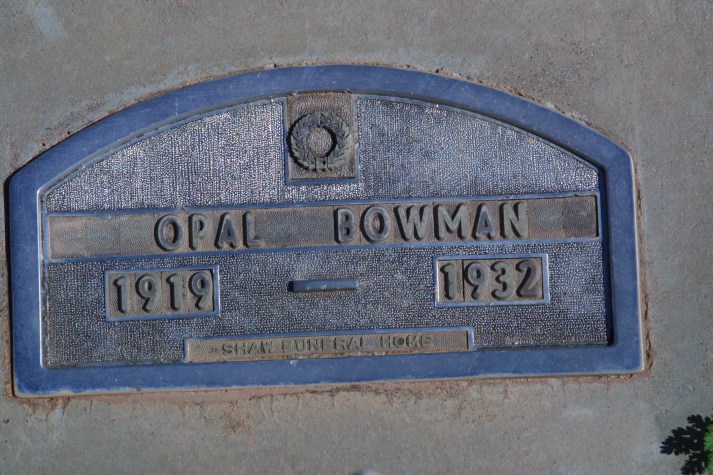 OPAL BOWMAN
1919 — 1932
SHAW FUNERAL HOME